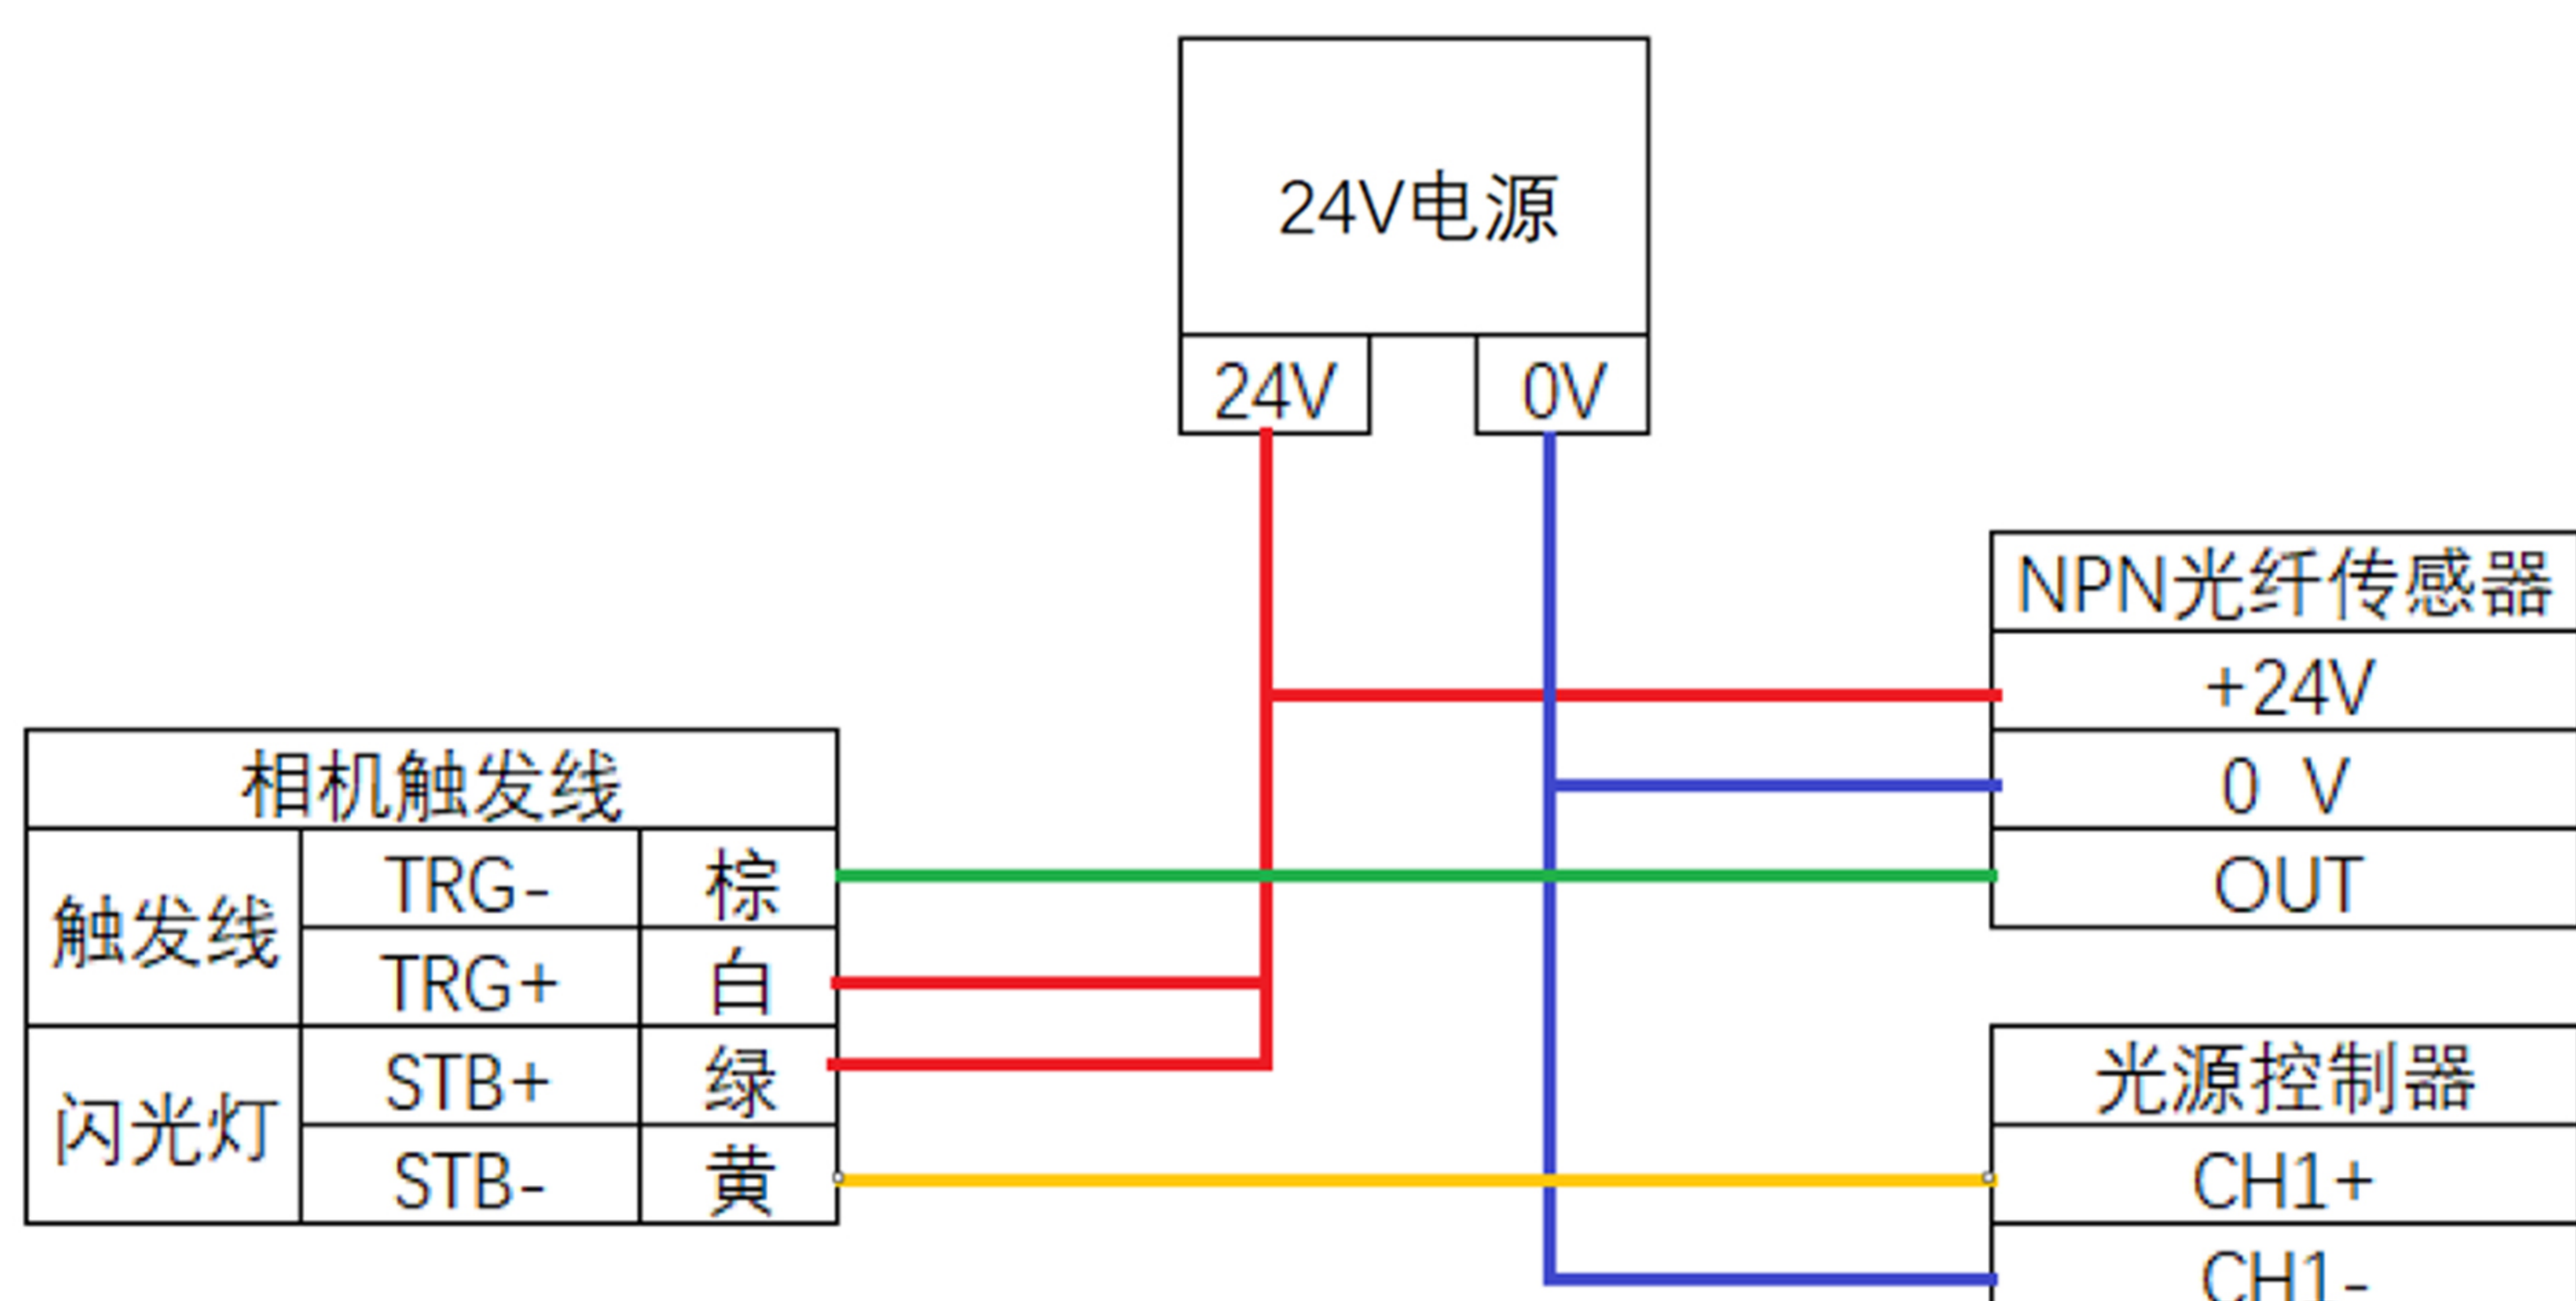 24V电源
24V
0V
NPN光纤传感器
+24V
0 V
OUT
相机触发线
触发线
TRG-
棕
TRG+
白
闪光灯
STB+
绿
STB-
黄
光源控制器
CH1+
CH1-